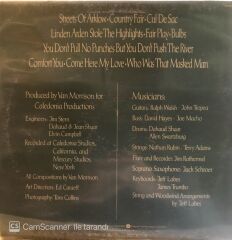 Streets Of Arklow · Country Fair · Cul De Sac
Linden Arden Stole The Highlights · Fair Play · Bulbs
You Don't Pull No Punches But You Don't Push The River
Comfort You · Come Here My Love · Who Was That Masked Man
Produced by Van Morrison for
Caledonia Productions
Engineers: Jim Stern
Dahaud & Jean Shaar
Elvin Campbell
Recorded at Caledonia Studios,
California, and
Mercury Studios,
New York
All Compositions by Van Morrison
Art Direction: Ed Caraeff
Photography: Tom Collins
Musicians:
Guitars: Ralph Walsh · John Tropea
Bass: David Hayes · Joe Macho
Drums: Dahaud Shaar
Allen Swartzberg
Strings: Nathan Rubin · Terry Adams
Flute and Recorder: Jim Rothermel
Soprano Saxophone: Jack Schroer
Keyboards: Jeff Labes
James Trumbo
String and Woodwind Arrangements
by Jeff Labes
CS CamScanner ile tarandı